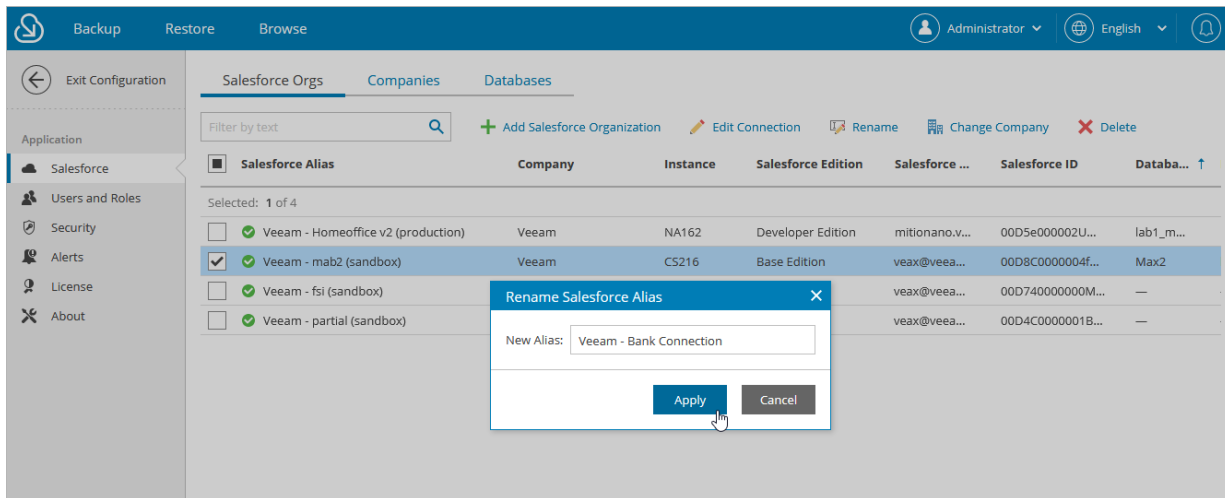 Backup Restore Browse Administrator English
Exit Configuration Salesforce Orgs Companies Databases
Filter by text Add Salesforce Organization Edit Connection Rename Change Company Delete
Application
Salesforce
Users and Roles
Security
Alerts
License
About
Salesforce Alias Company Instance Salesforce Edition Salesforce ... Salesforce ID Databa...
Selected: 1 of 4
Veeam - Homeoffice v2 (production) Veeam NA162 Developer Edition mitionano.v... 00D5e000002U... lab1_m...
Veeam - mab2 (sandbox) Veeam CS216 Base Edition veax@veea... 00D8C0000004f... Max2
Veeam - fsi (sandbox) veax@veea... 00D740000000M... —
Veeam - partial (sandbox) veax@veea... 00D4C0000001B... —
Rename Salesforce Alias
New Alias: Veeam - Bank Connection
Apply Cancel